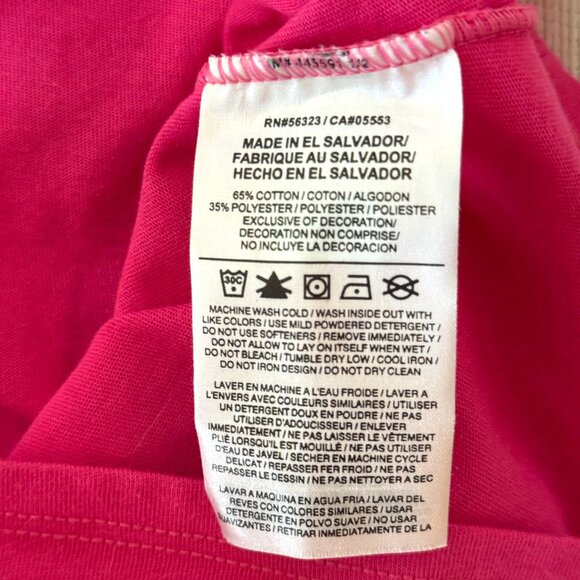 RN#56323 / CA#05553
MADE IN EL SALVADOR/
FABRIQUE AU SALVADOR/
HECHO EN EL SALVADOR
65% COTTON / COTON / ALGODON
35% POLYESTER / POLYESTER / POLIESTER
EXCLUSIVE OF DECORATION/
DECORATION NON COMPRISE/
NO INCLUYE LA DECORACION
30C
MACHINE WASH COLD / WASH INSIDE OUT WITH
LIKE COLORS / USE MILD POWDERED DETERGENT /
DO NOT USE SOFTENERS / REMOVE IMMEDIATELY /
DO NOT ALLOW TO LAY ON ITSELF WHEN WET /
DO NOT BLEACH / TUMBLE DRY LOW / COOL IRON /
DO NOT IRON DESIGN / DO NOT DRY CLEAN
LAVER EN MACHINE A L'EAU FROIDE / LAVER A
L'ENVERS AVEC COULEURS SIMILAIRES / UTILISER
UN DETERGENT DOUX EN POUDRE / NE PAS
UTILISER D'ADOUCISSEUR / ENLEVER
IMMEDIATEMENT / NE PAS LAISSER LE VÊTEMENT
PLIÉ LORSQU'IL EST MOUILLÉ / NE PAS UTILISER
D'EAU DE JAVEL / SECHER EN MACHINE CYCLE
DELICAT / REPASSER FER FROID / NE PAS
REPASSER LE DESSIN / NE PAS NETTOYER A SEC
LAVAR A MAQUINA EN AGUA FRIA / LAVAR DEL
REVES CON COLORES SIMILARES / USAR
DETERGENTE EN POLVO SUAVE / NO USAR
SUAVIZANTES / RETIRAR INMEDIATAMENTE DE LA